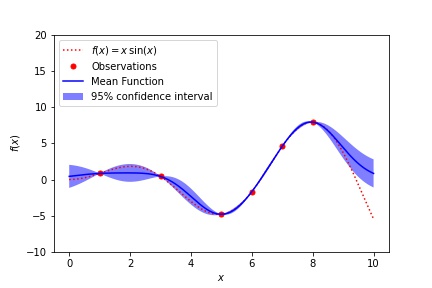 20
15
10
5
0
−5
−10
f(x)
f(x) = x sin(x)
Observations
Mean Function
95% confidence interval
0 2 4 6 8 10
x